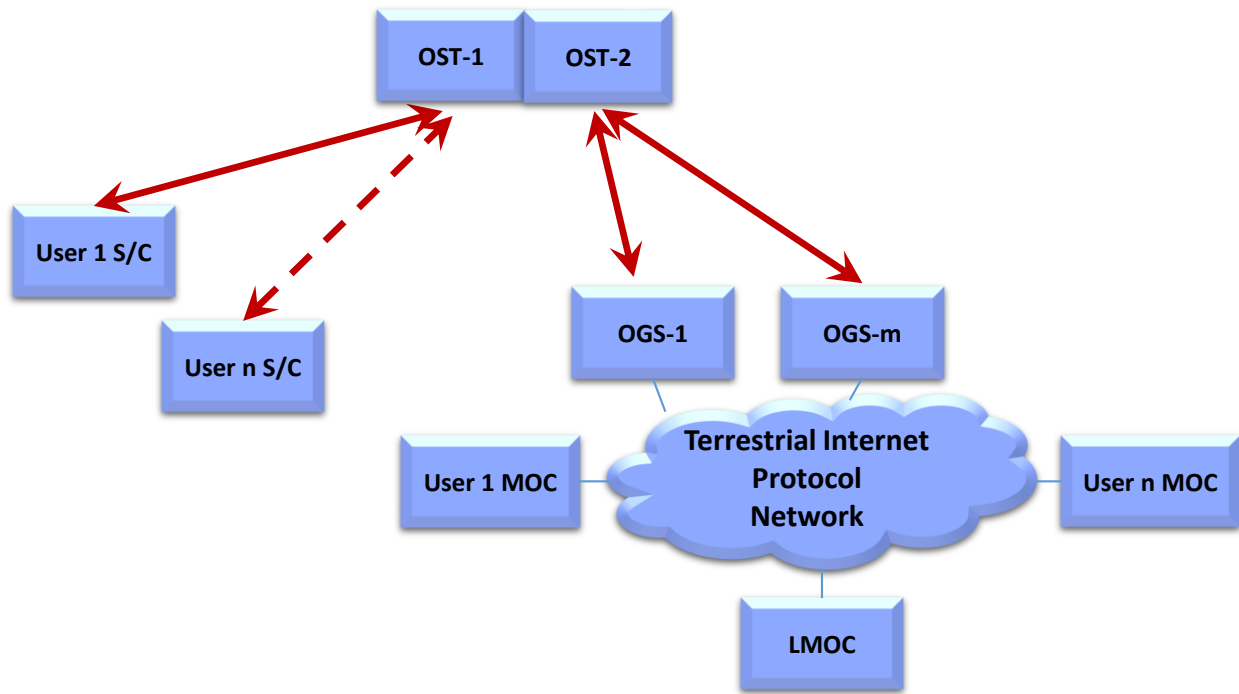 OST-1
OST-2
User 1 S/C
User n S/C
OGS-1
OGS-m
Terrestrial Internet
Protocol
Network
User 1 MOC
User n MOC
LMOC